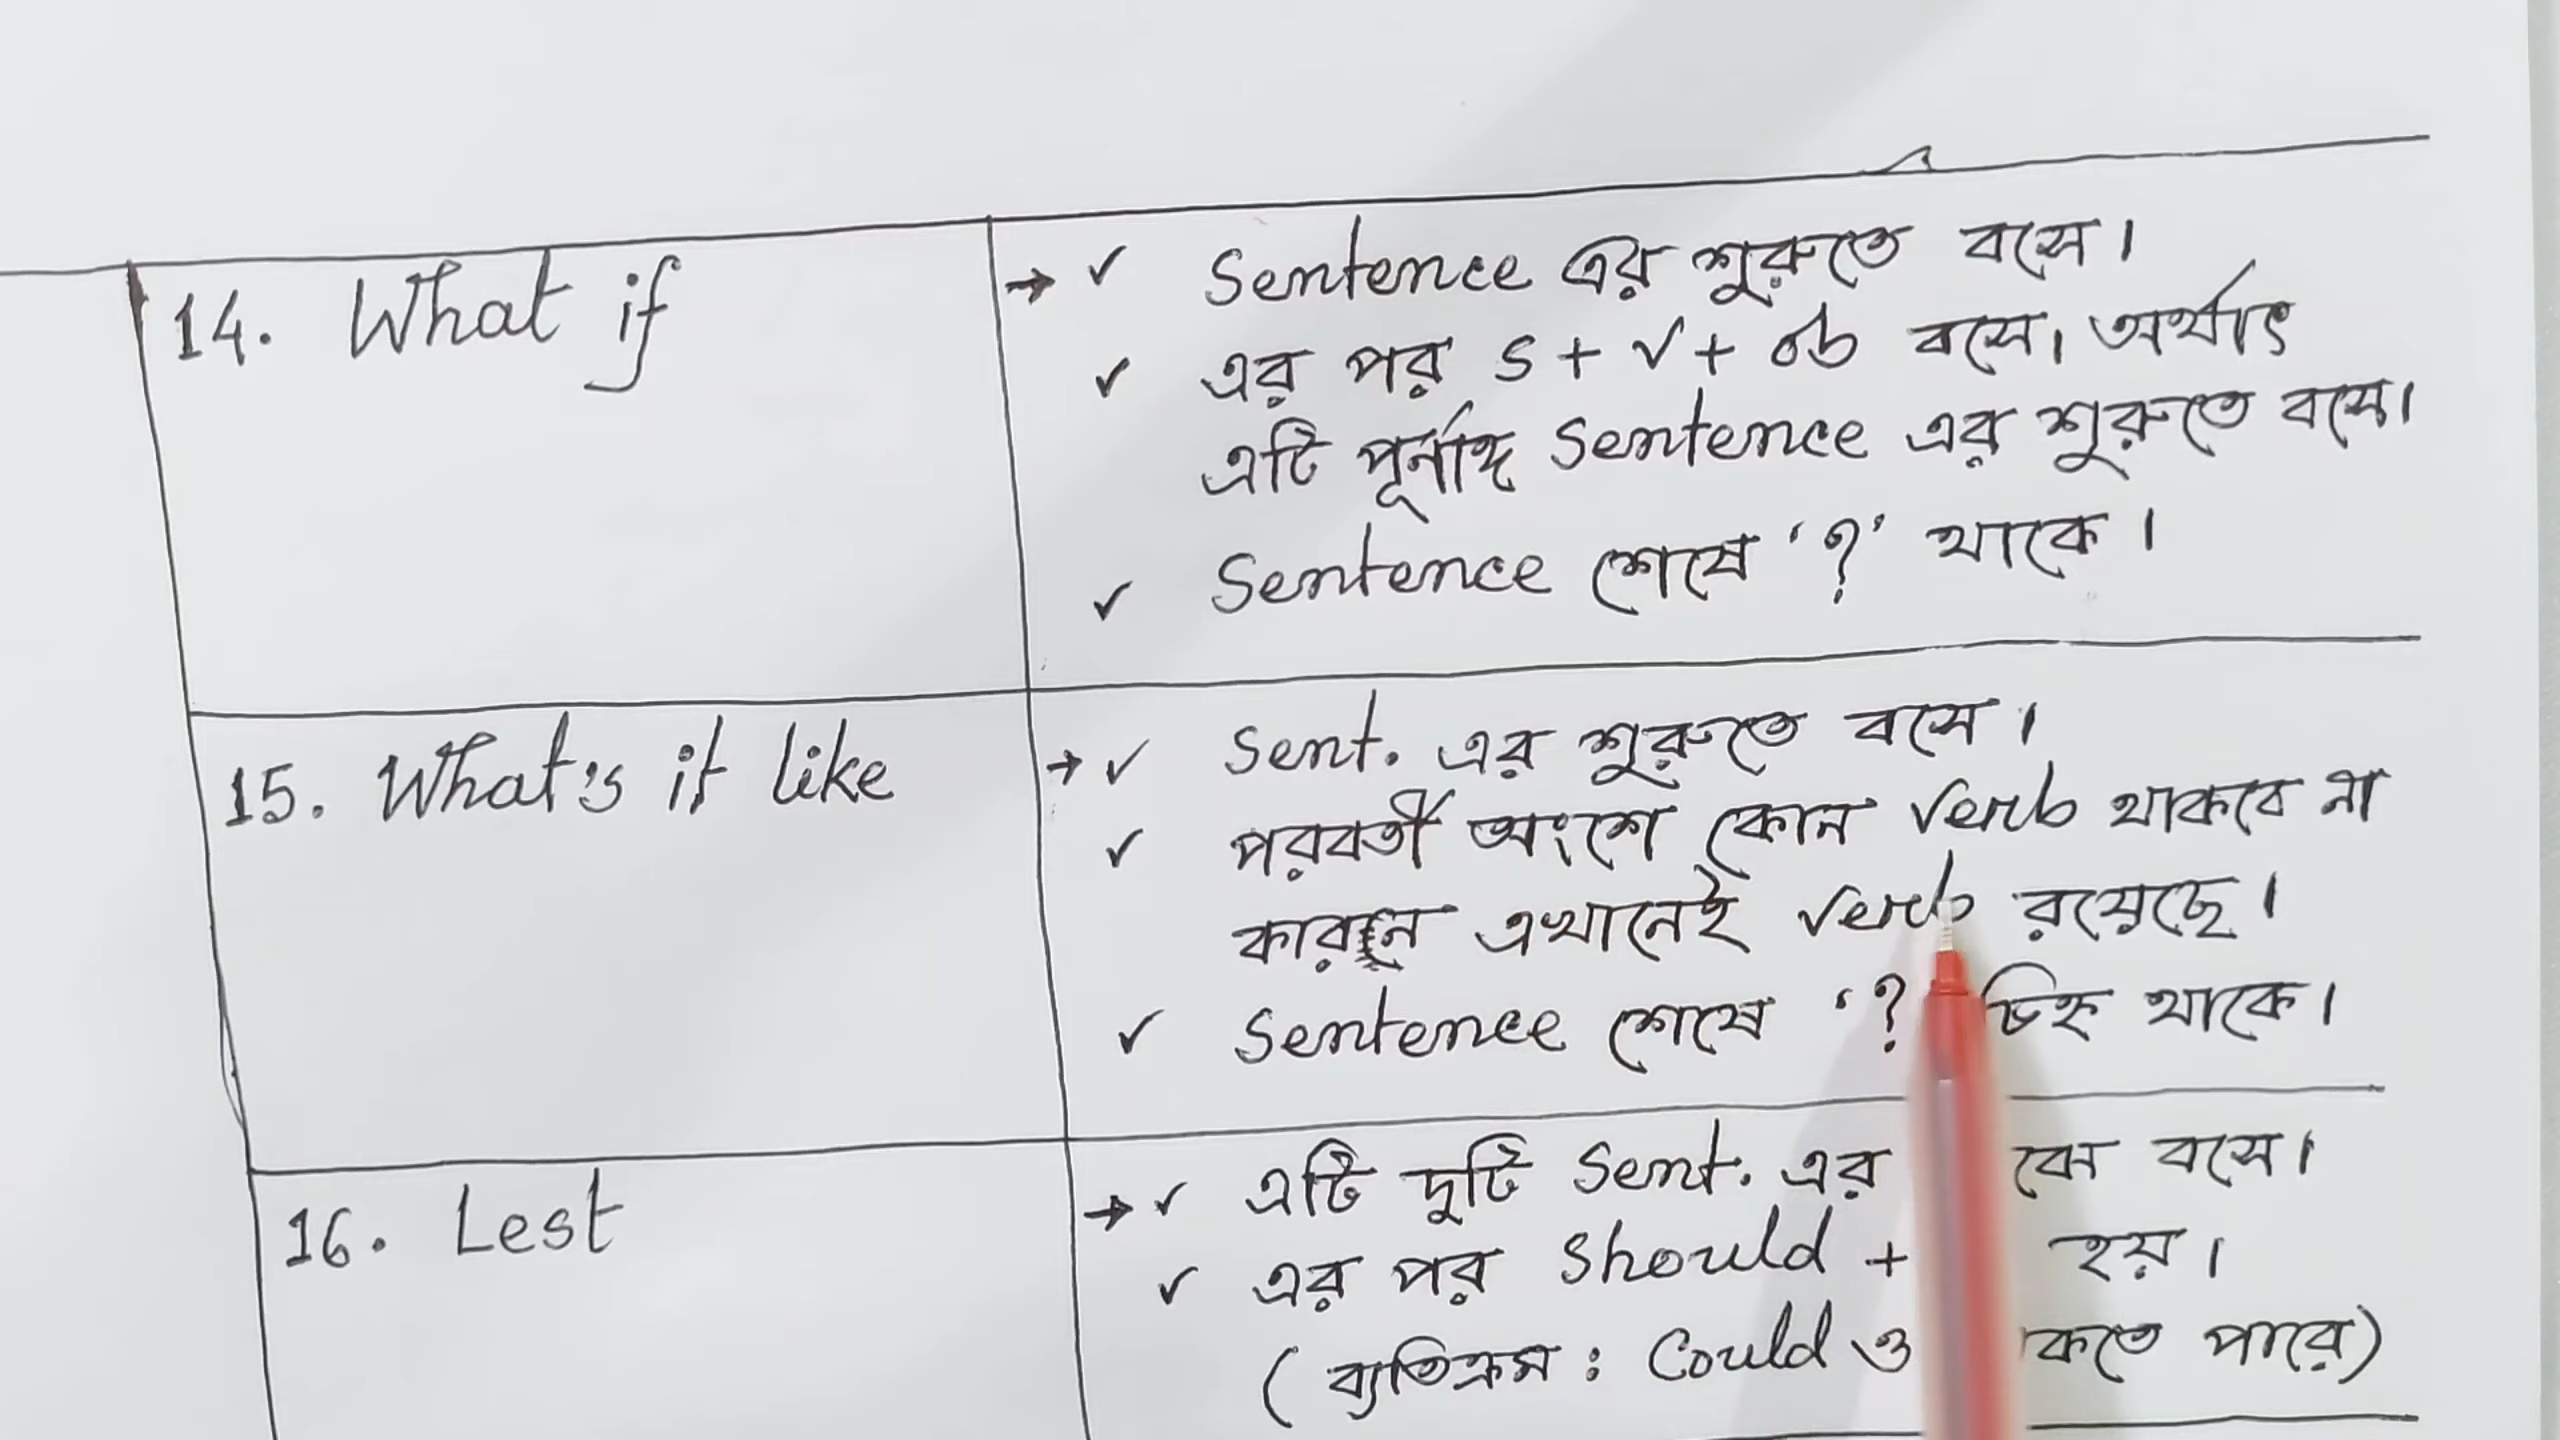 14. What if
→ ✓ Sentence এর শুরুতে বসে।
✓ এর পর S + V + ob বসে। অর্থাৎ
এটি পূর্নাঙ্গ Sentence এর শুরুতে বসে।
✓ Sentence শেষে '?' থাকে।
15. What's it like
→ ✓ Sent. এর শুরুতে বসে।
✓ পরবর্তী অংশে কোন Verb থাকবে না
কারনে এখানেই Verb রয়েছে।
✓ Sentence শেষে '? চিহ্ন থাকে।
16. Lest
→ ✓ এটি দুটি Sent. এর বসে।
✓ এর পর Should + হয়।
(ব্যতিক্রম : Could ও পারে)